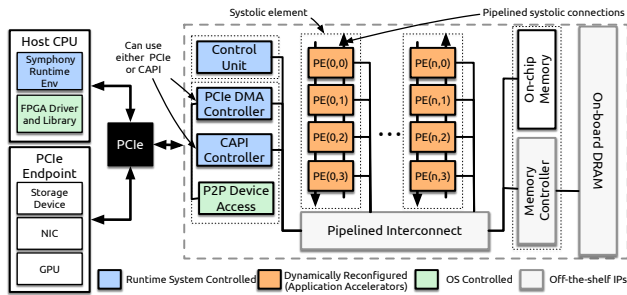 Systolic element
Pipelined systolic connections
Host CPU
Symphony
Runtime
Env
FPGA Driver
and Library
PCIe
Endpoint
Storage
Device
NIC
GPU
PCIe
Can use
either PCIe
or CAPI
Control
Unit
PCIe DMA
Controller
CAPI
Controller
P2P Device
Access
PE(0,0)
PE(0,1)
PE(0,2)
PE(0,3)
PE(n,0)
PE(n,1)
PE(n,2)
PE(n,3)
Pipelined Interconnect
On-chip
Memory
Memory
Controller
On-board DRAM
Runtime System Controlled
Dynamically Reconfigured
(Application Accelerators)
OS Controlled
Off-the-shelf IPs